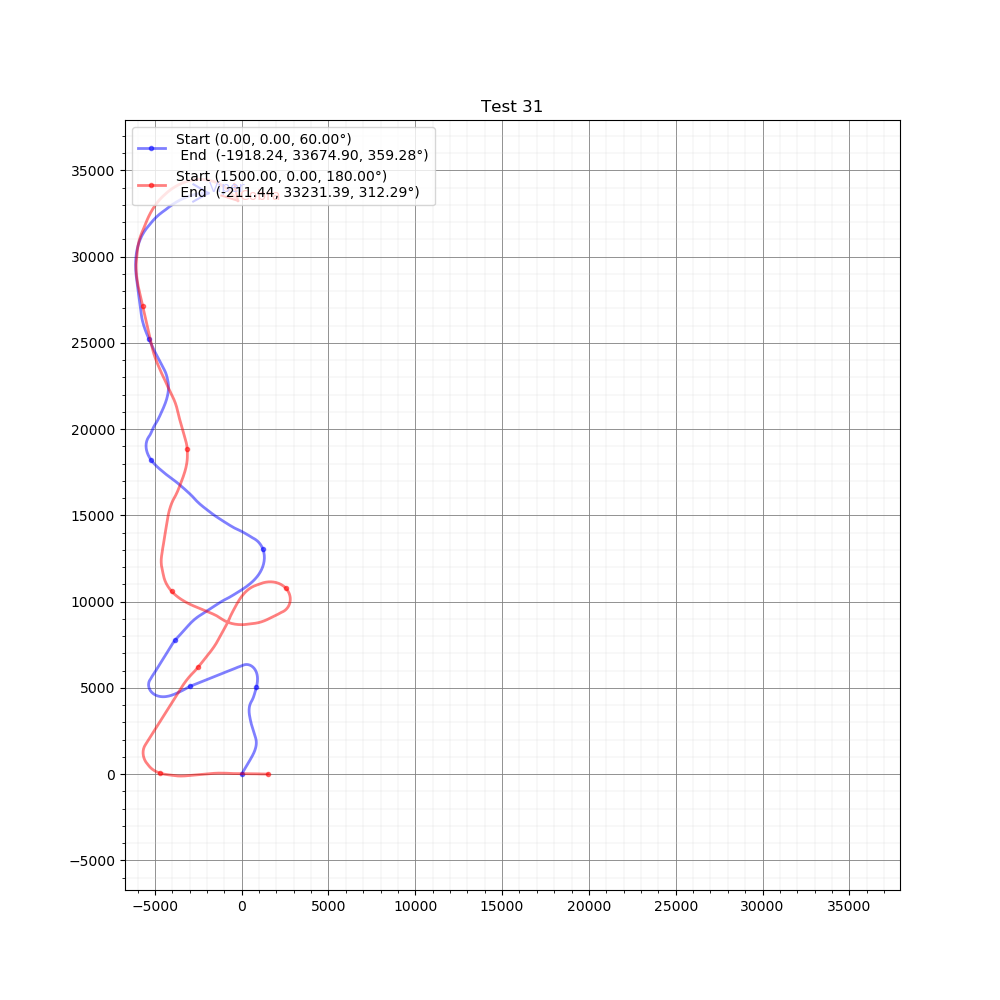 Test 31
Start (0.00, 0.00, 60.00°)
End (-1918.24, 33674.90, 359.28°)
Start (1500.00, 0.00, 180.00°)
End (-211.44, 33231.39, 312.29°)
35000
30000
25000
20000
15000
10000
5000
0
−5000
−5000 0 5000 10000 15000 20000 25000 30000 35000